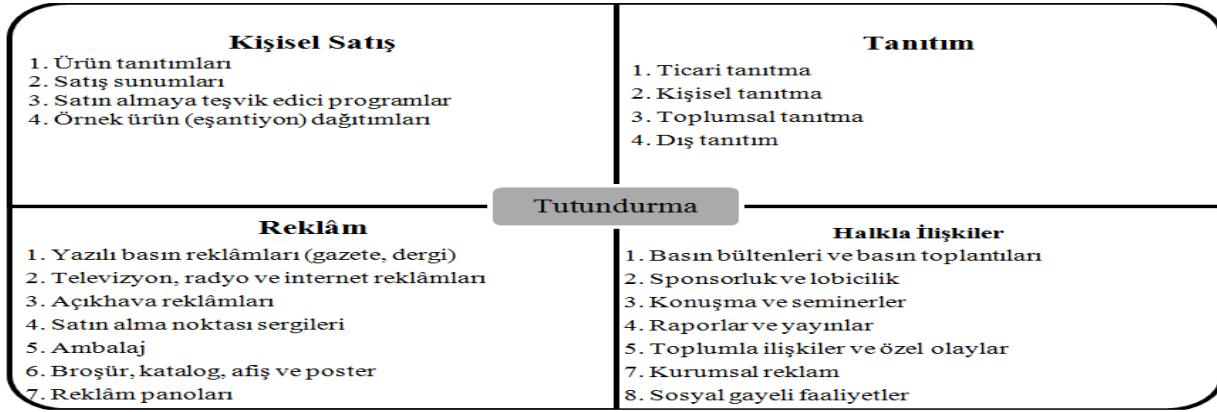 Kişisel Satış
1. Ürün tanıtımları
2. Satış sunumları
3. Satın almaya teşvik edici programlar
4. Örnek ürün (eşantiyon) dağıtımları
Tanıtım
1. Ticari tanıtma
2. Kişisel tanıtma
3. Toplumsal tanıtma
4. Dış tanıtım
Tutundurma
Reklâm
1. Yazılı basın reklâmları (gazete, dergi)
2. Televizyon, radyo ve internet reklâmları
3. Açıkhava reklâmları
4. Satın alma noktası sergileri
5. Ambalaj
6. Broşür, katalog, afiş ve poster
7. Reklâm panoları
Halkla İlişkiler
1. Basın bültenleri ve basın toplantıları
2. Sponsorluk ve lobicilik
3. Konuşma ve seminerler
4. Raporlar ve yayınlar
5. Toplumla ilişkiler ve özel olaylar
7. Kurumsal reklam
8. Sosyal gayeli faaliyetler